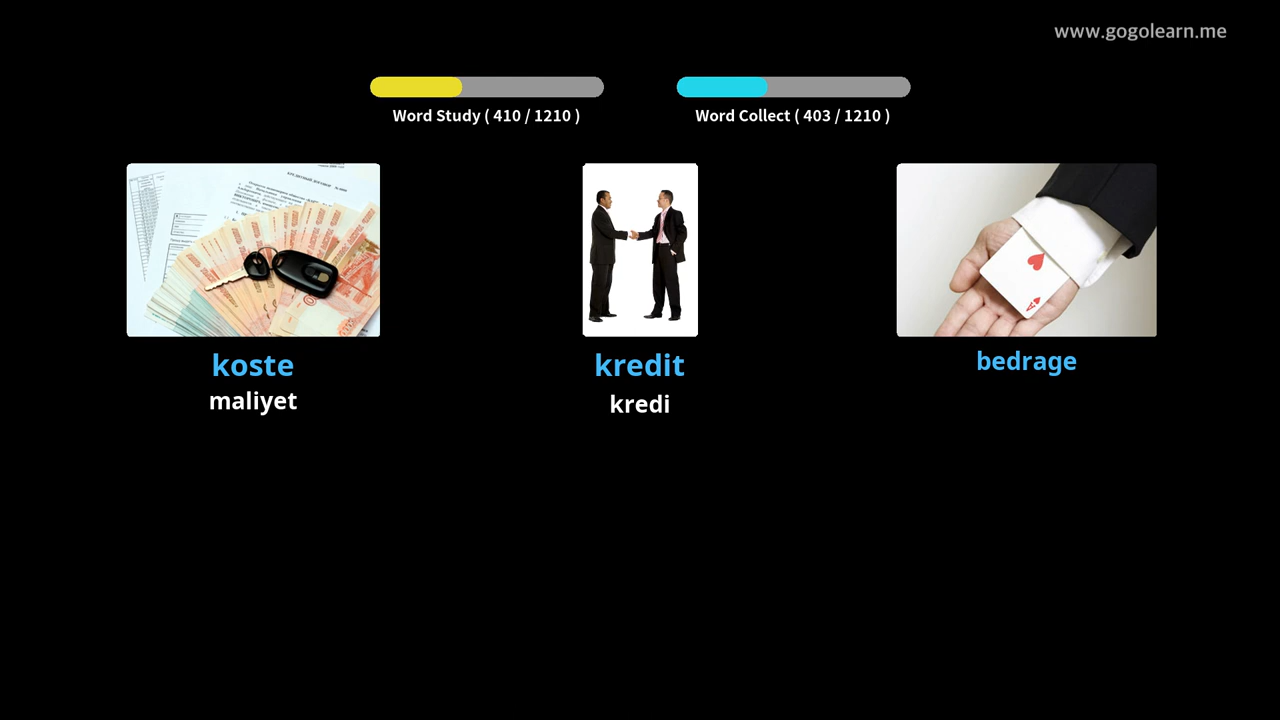 www.gogolearn.me
Word Study ( 410 / 1210 )
Word Collect ( 403 / 1210 )
koste
maliyet
kredit
kredi
bedrage